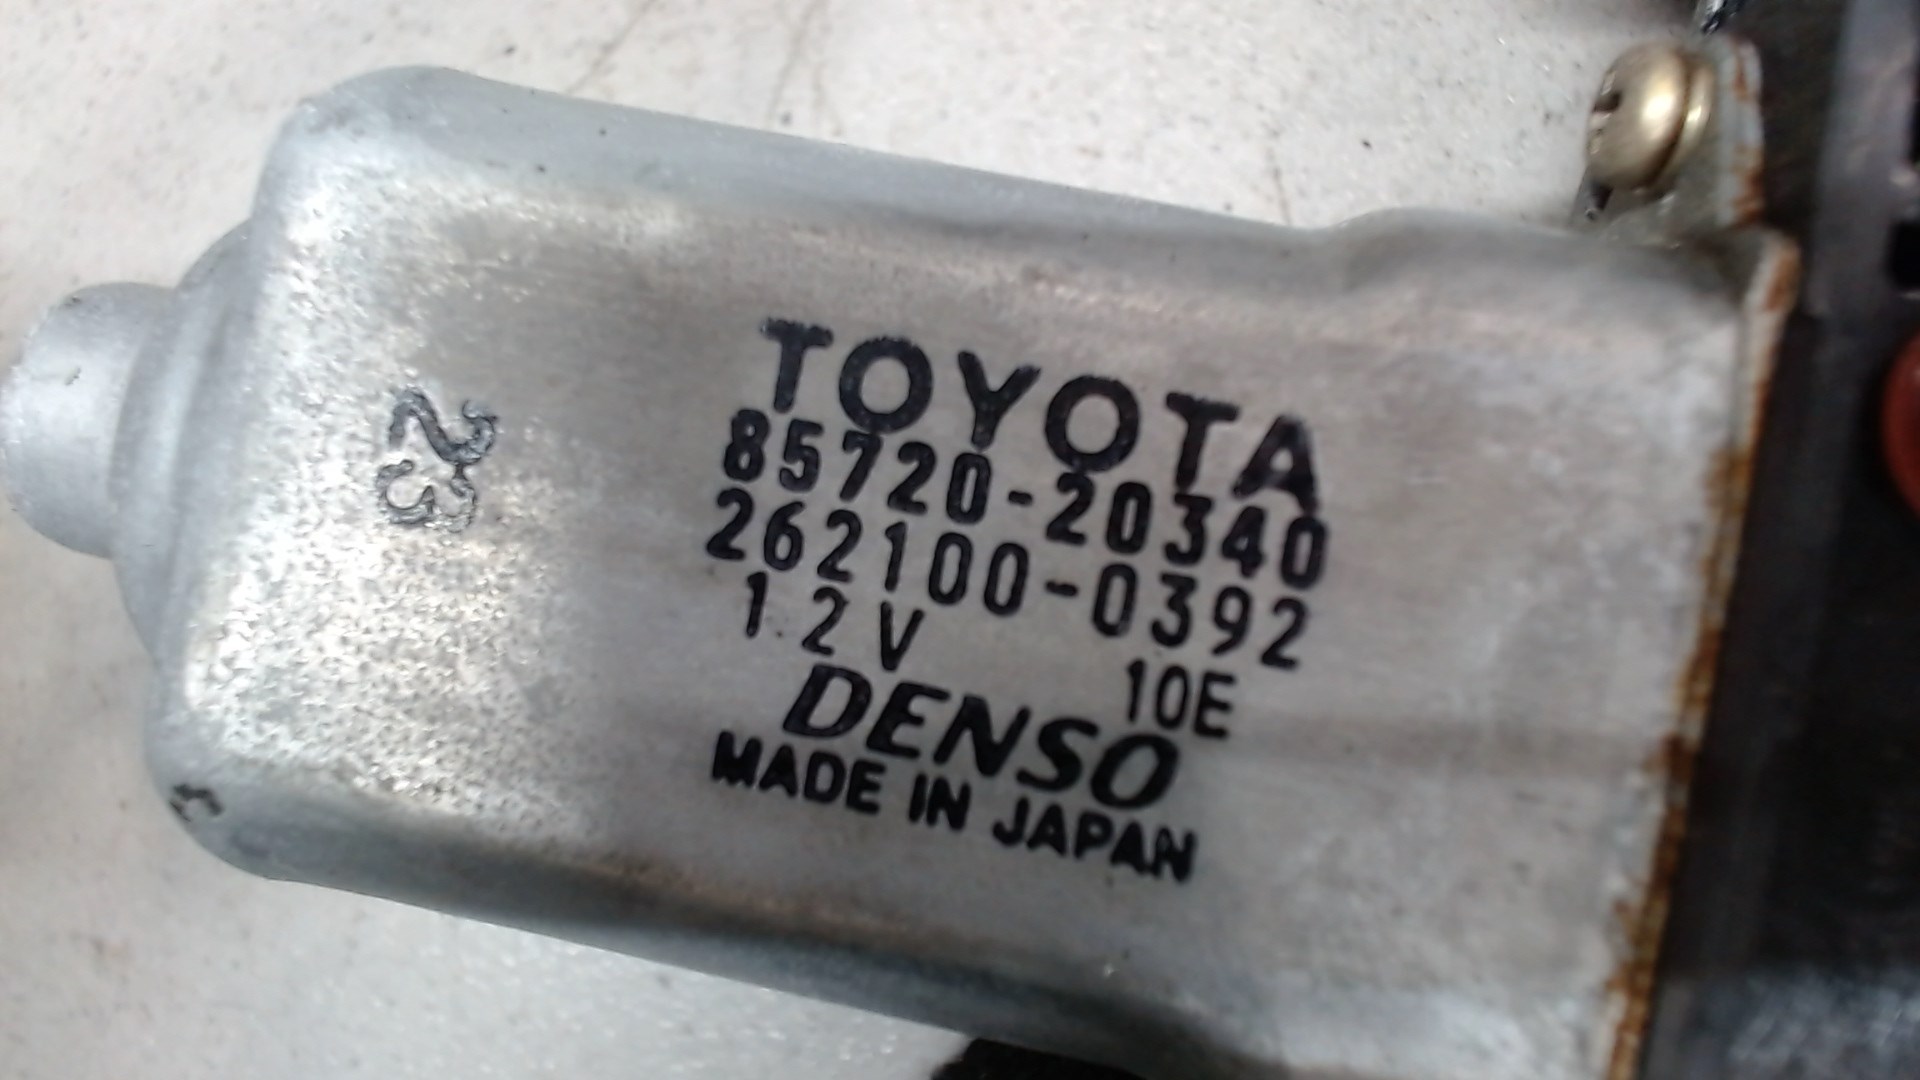 TOYOTA
85720-20340
262100-0392
12V 10E
DENSO
MADE IN JAPAN
23